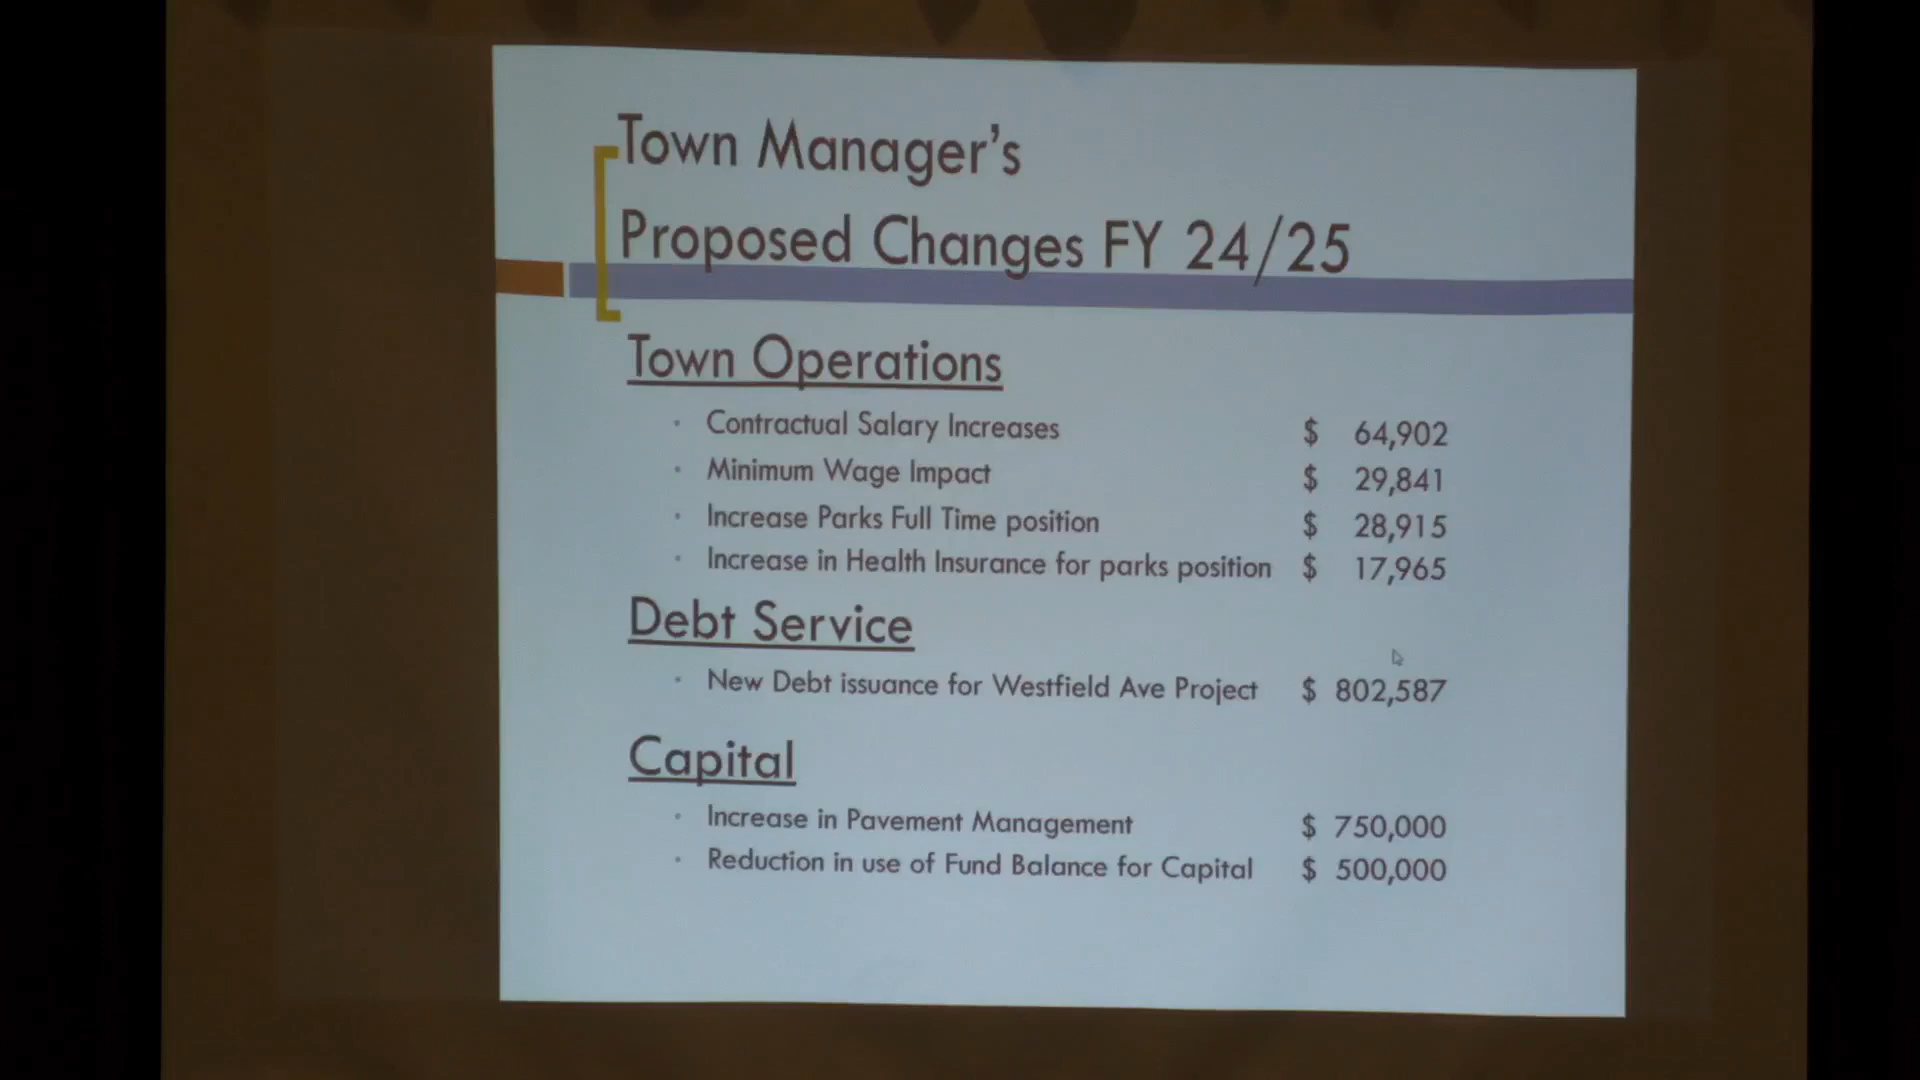 Town Manager's
Proposed Changes FY 24/25
Town Operations
· Contractual Salary Increases $ 64,902
· Minimum Wage Impact $ 29,841
· Increase Parks Full Time position $ 28,915
· Increase in Health Insurance for parks position $ 17,965
Debt Service
· New Debt issuance for Westfield Ave Project $ 802,587
Capital
· Increase in Pavement Management $ 750,000
· Reduction in use of Fund Balance for Capital $ 500,000